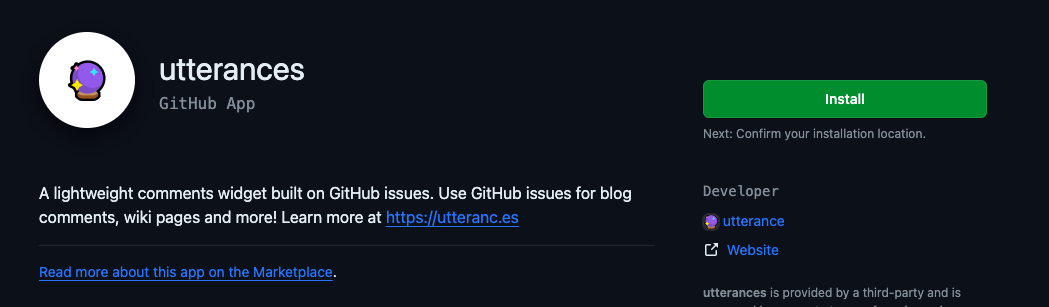 utterances
GitHub App
A lightweight comments widget built on GitHub issues. Use GitHub issues for blog
comments, wiki pages and more! Learn more at https://utteranc.es
Read more about this app on the Marketplace.
Install
Next: Confirm your installation location.
Developer
utterance
Website
utterances is provided by a third-party and is